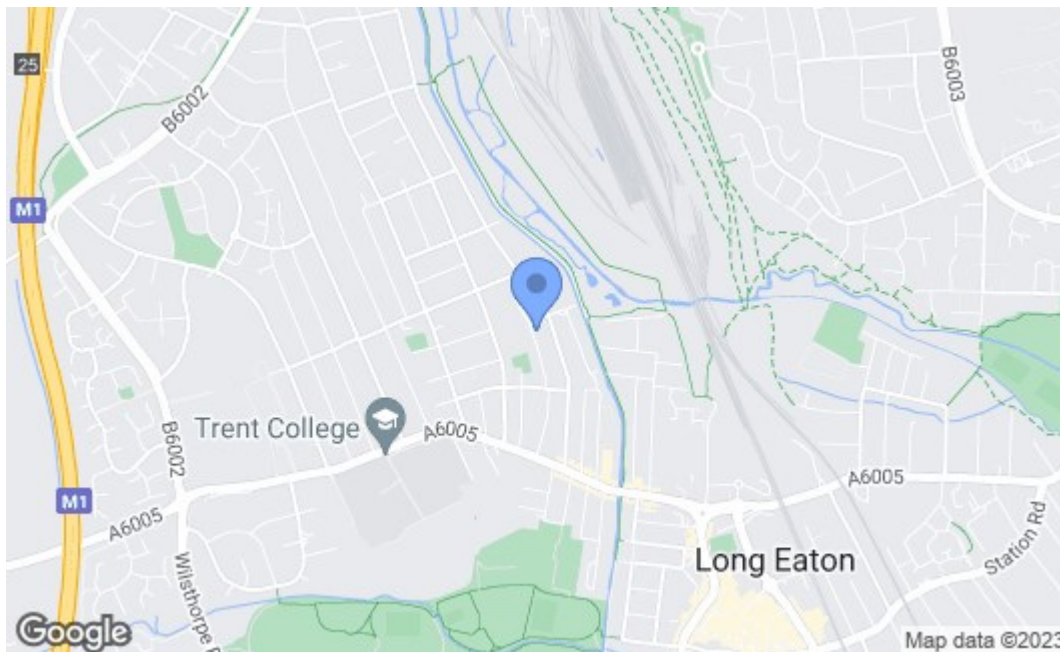 25
B6002
B6003
M1
Trent College
A6005
B6002
M1
A6005
A6005
Wilsthorpe
Long Eaton
Station Rd
Google
Map data ©2023